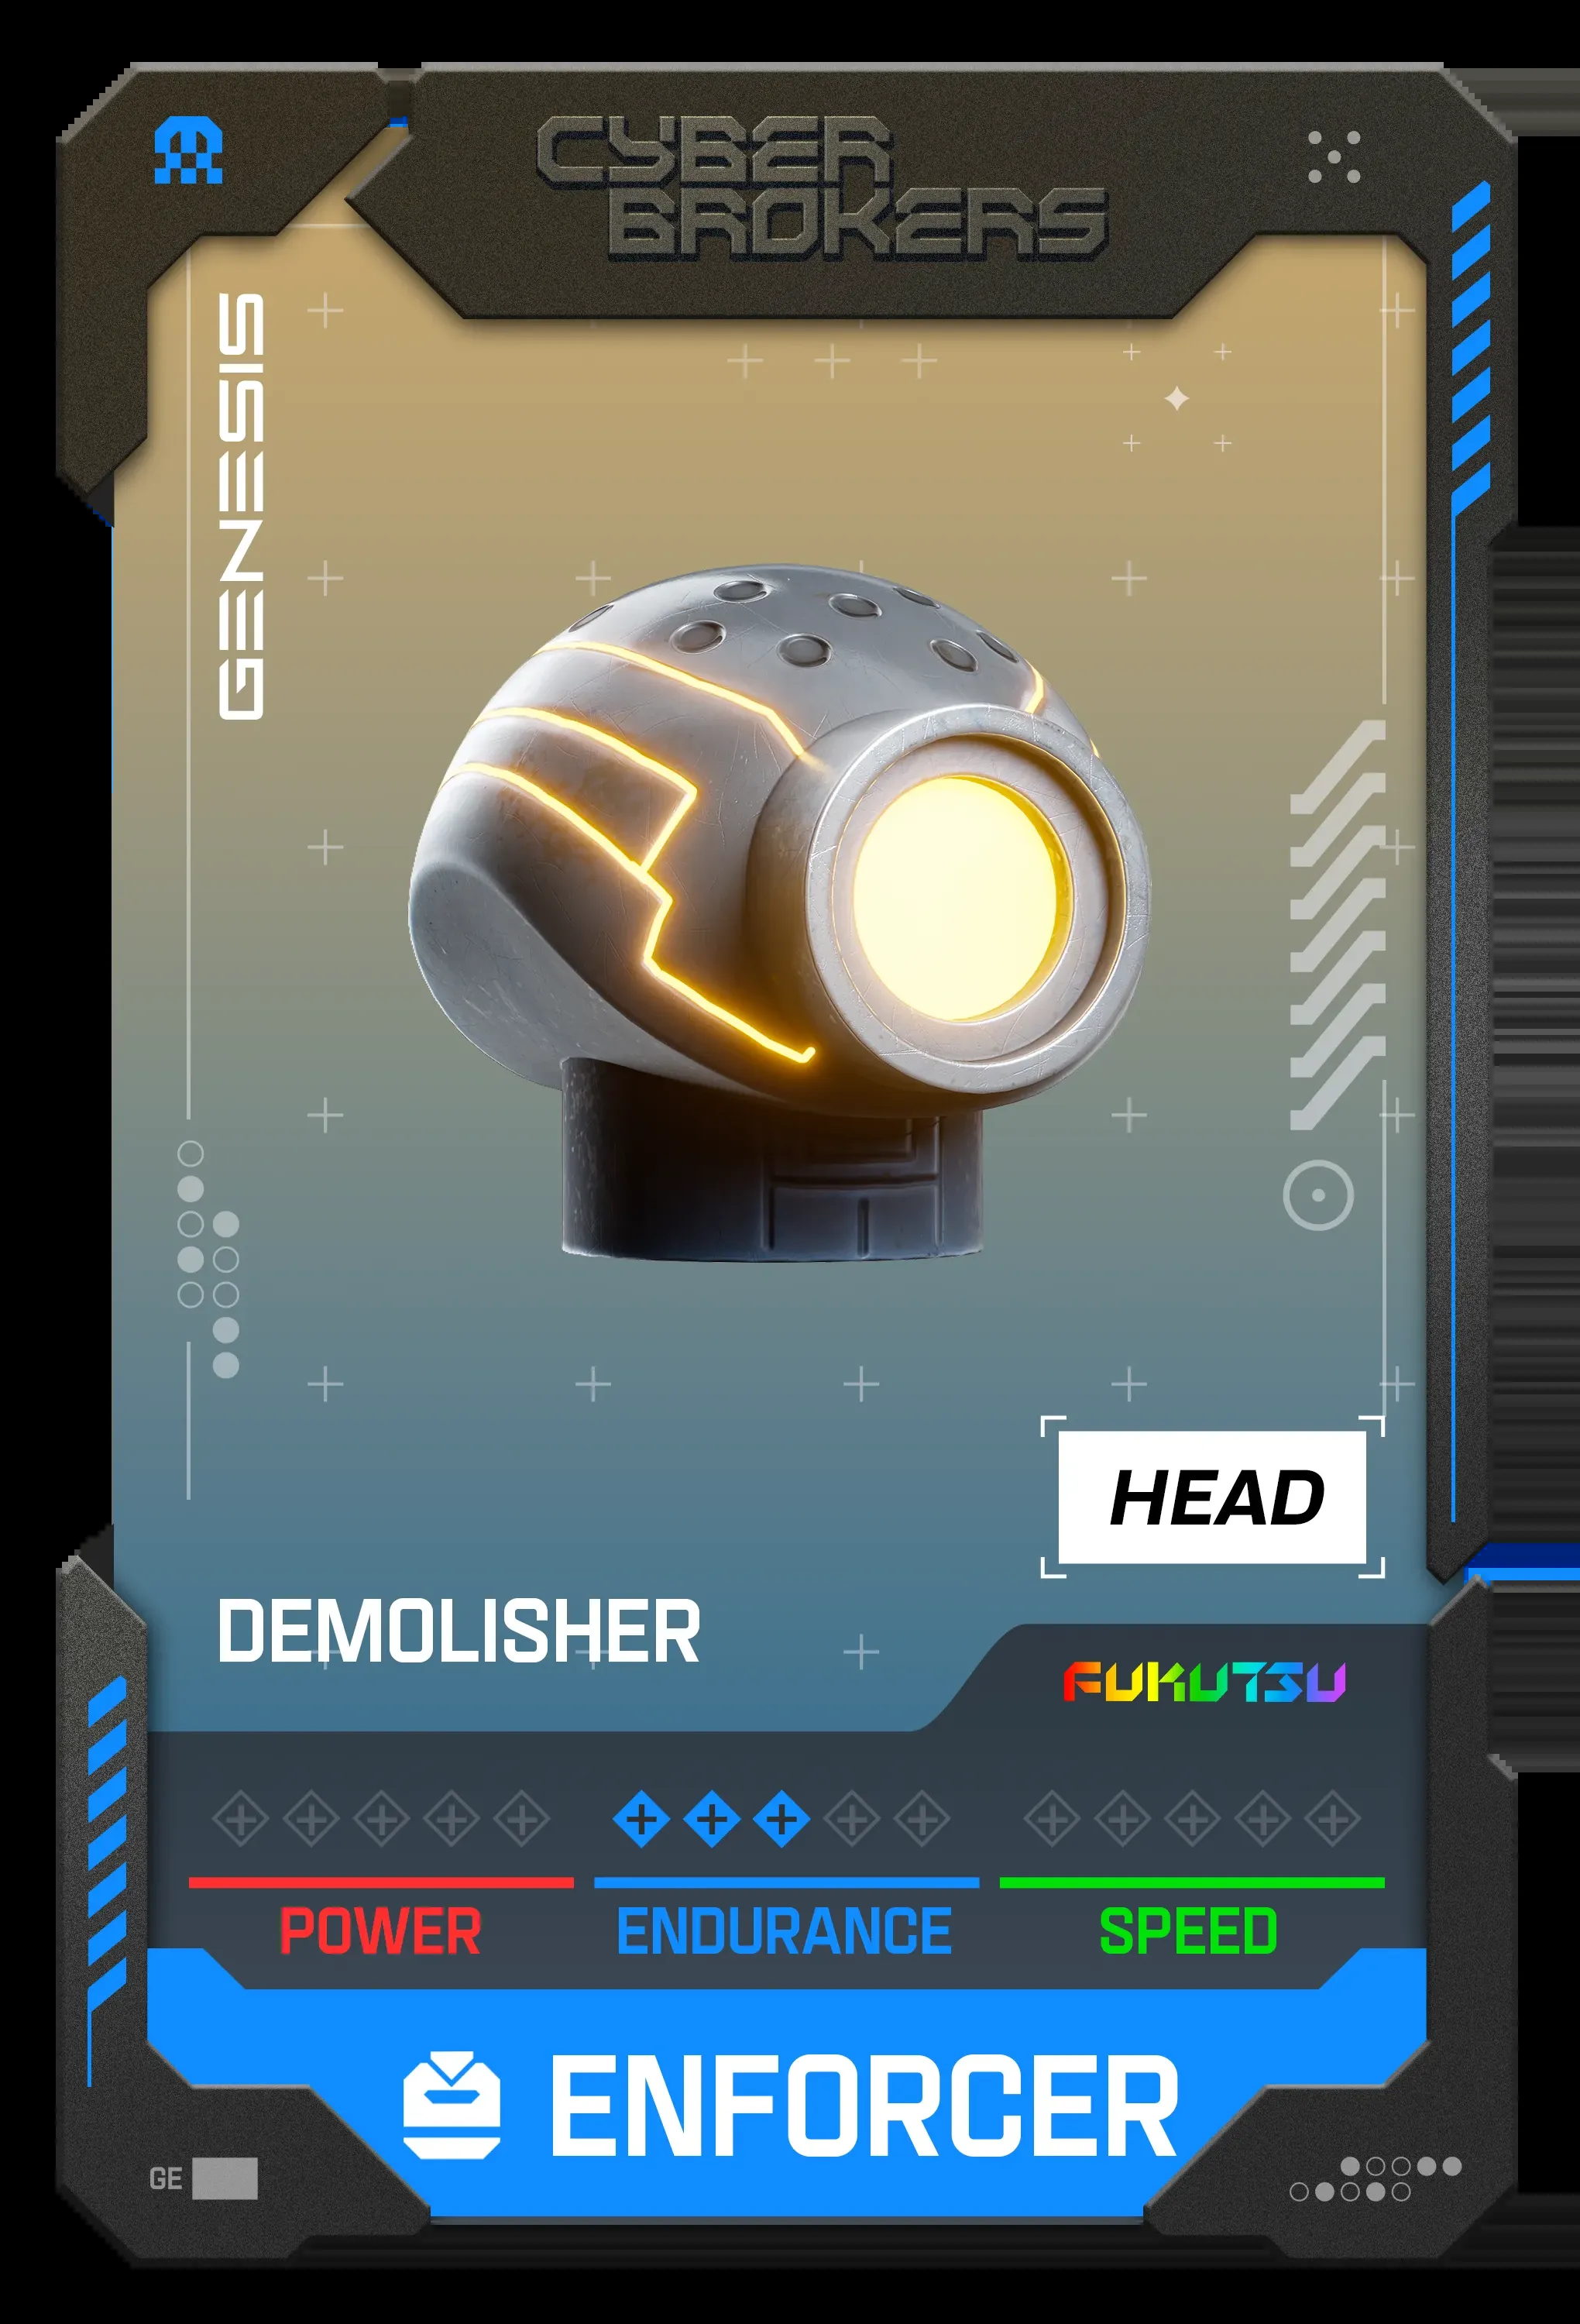 CYBER
BROKERS
GENESIS
HEAD
DEMOLISHER
FUKUTSU
POWER ENDURANCE SPEED
ENFORCER
GE